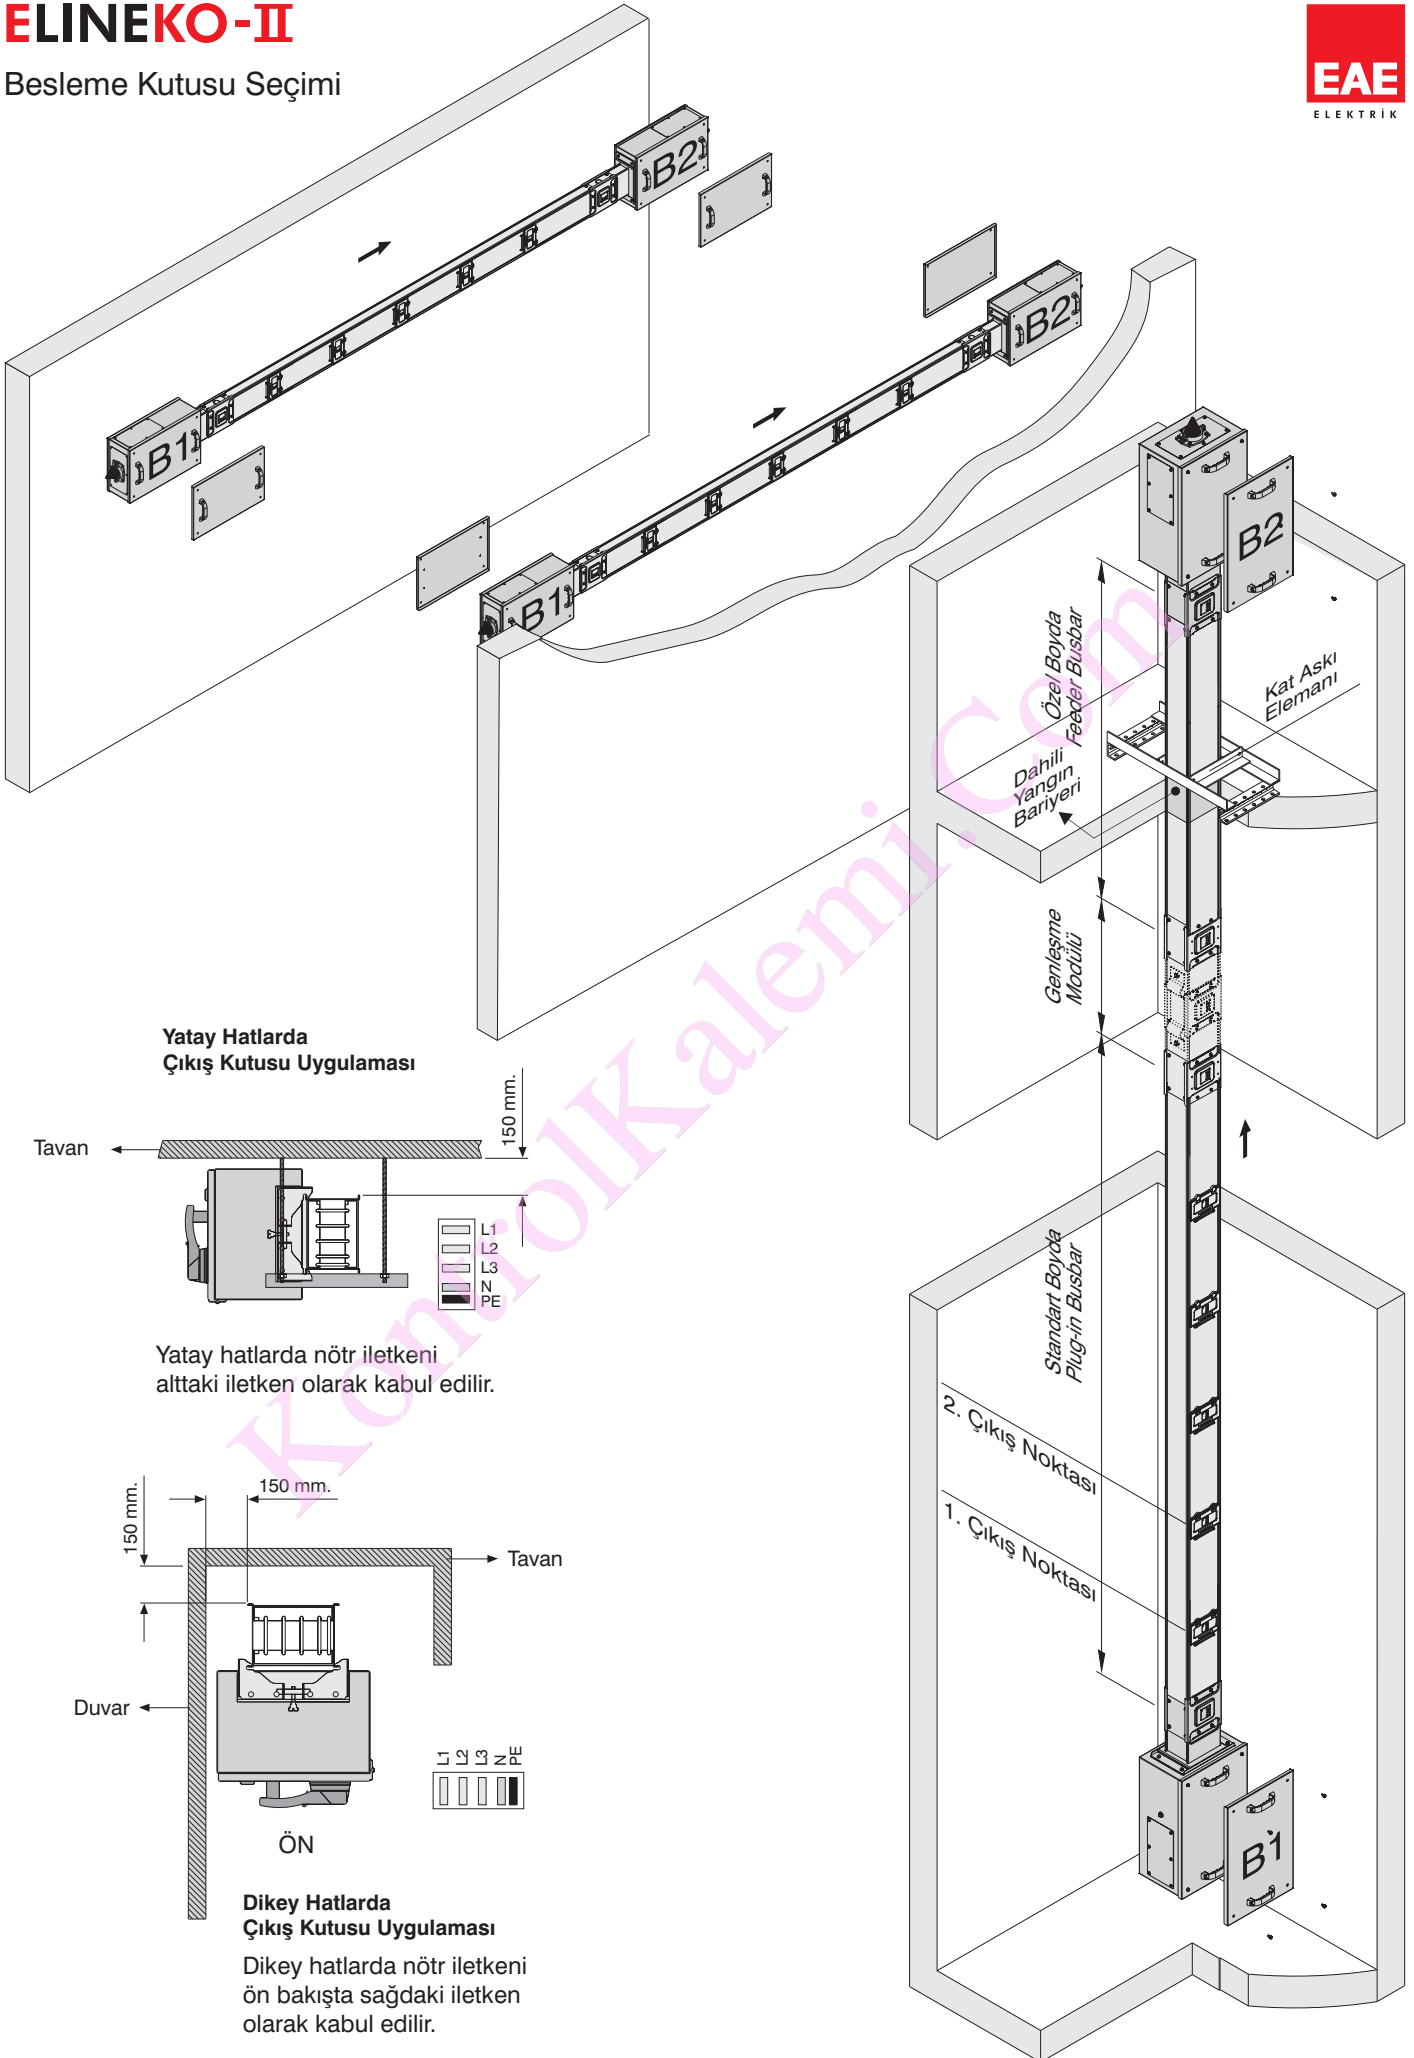 ELINEKO-II
Besleme Kutusu Seçimi
EAE
ELEKTRİK
B2
B1
B2
B1
B2
Özel Boyda
Feeder Busbar
Kat Askı
Elemanı
Dahili
Yangın
Bariyeri
Genleşme
Modülü
Standart Boyda
Plug-in Busbar
2. Çıkış Noktası
1. Çıkış Noktası
B1
Yatay Hatlarda
Çıkış Kutusu Uygulaması
150 mm.
Tavan
L1
L2
L3
N
PE
Yatay hatlarda nötr iletkeni
alttaki iletken olarak kabul edilir.
150 mm.
150 mm.
Tavan
Duvar
L1
L2
L3
N
PE
ÖN
Dikey Hatlarda
Çıkış Kutusu Uygulaması
Dikey hatlarda nötr iletkeni
ön bakışta sağdaki iletken
olarak kabul edilir.
KontrolKalemi.Com